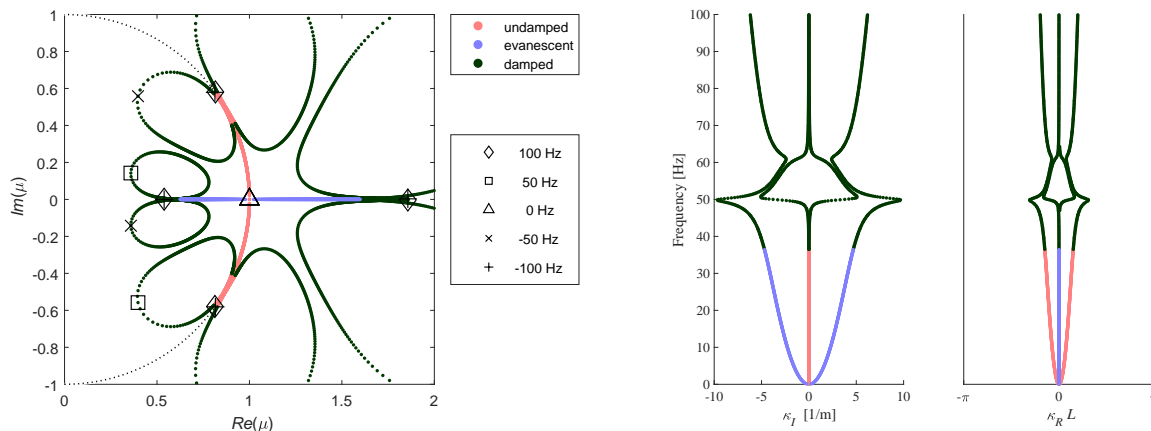 1
0.8
0.6
0.4
0.2
0
-0.2
-0.4
-0.6
-0.8
-1
Im(μ)
0
0.5
1
1.5
2
Re(μ)
undamped
evanescent
damped
100 Hz
50 Hz
0 Hz
-50 Hz
-100 Hz
100
90
80
70
60
50
40
30
20
10
0
Frequency [Hz]
-10
-5
0
5
10
κ_I [1/m]
-π
0
κ_R L